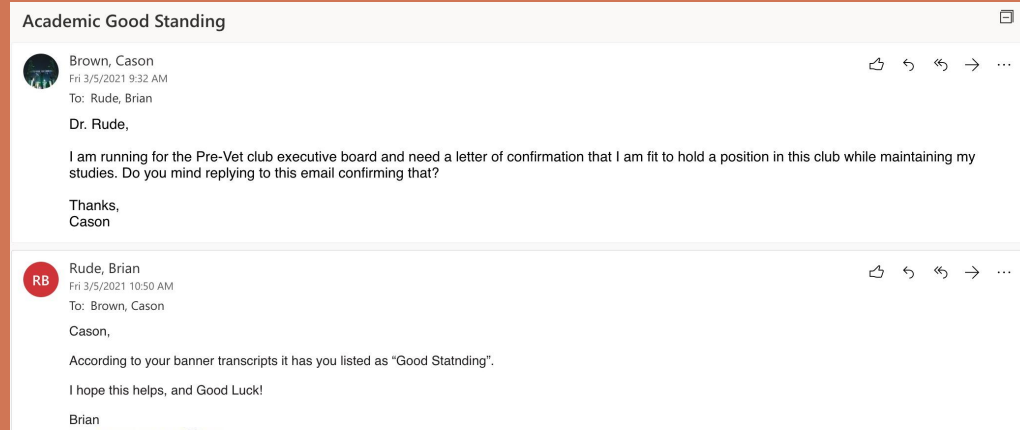 Academic Good Standing
Brown, Cason
Fri 3/5/2021 9:32 AM
To: Rude, Brian
Dr. Rude,
I am running for the Pre-Vet club executive board and need a letter of confirmation that I am fit to hold a position in this club while maintaining my
studies. Do you mind replying to this email confirming that?
Thanks,
Cason
RB
Rude, Brian
Fri 3/5/2021 10:50 AM
To: Brown, Cason
Cason,
According to your banner transcripts it has you listed as “Good Statnding”.
I hope this helps, and Good Luck!
Brian